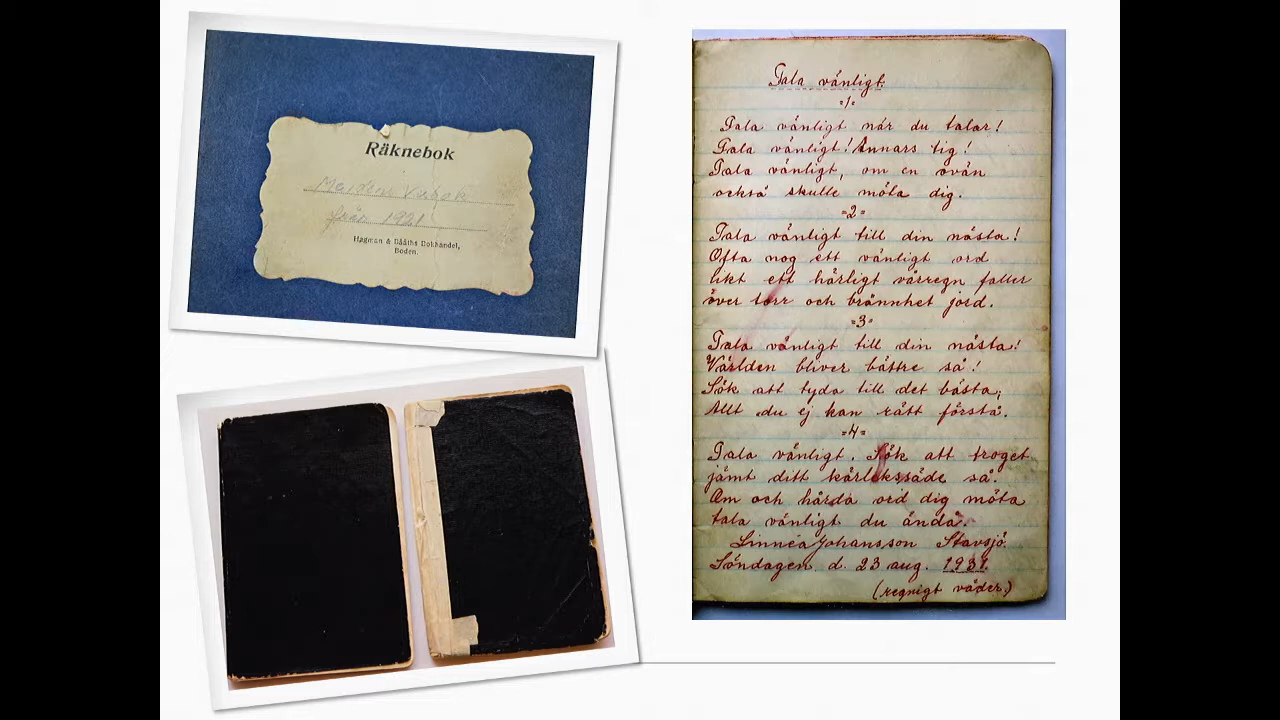 Räknebok
från 1921
Hagman & Bååths Bokhandel,
Boden.
Tala vänligt.
=1=
Tala vänligt när du talar!
Tala vänligt! Annars tig!
Tala vänligt, om en ovän
också skulle möta dig.
=2=
Tala vänligt till din nästa!
Ofta nog ett vänligt ord
likt ett härligt vårregn faller
över torr och brännhet jord.
=3=
Tala vänligt till din nästa!
Världen bliver bättre så!
Sök att tyda till det bästa,
Allt du ej kan rätt förstå.
=4=
Tala vänligt. Sök att troget
jämt ditt kärlekssäde så.
Om och hårda ord dig möta
tala vänligt du ändå.
Linnéa Johansson Stavsjö.
Söndagen d. 23 aug. 1931.
(regnigt väder.)